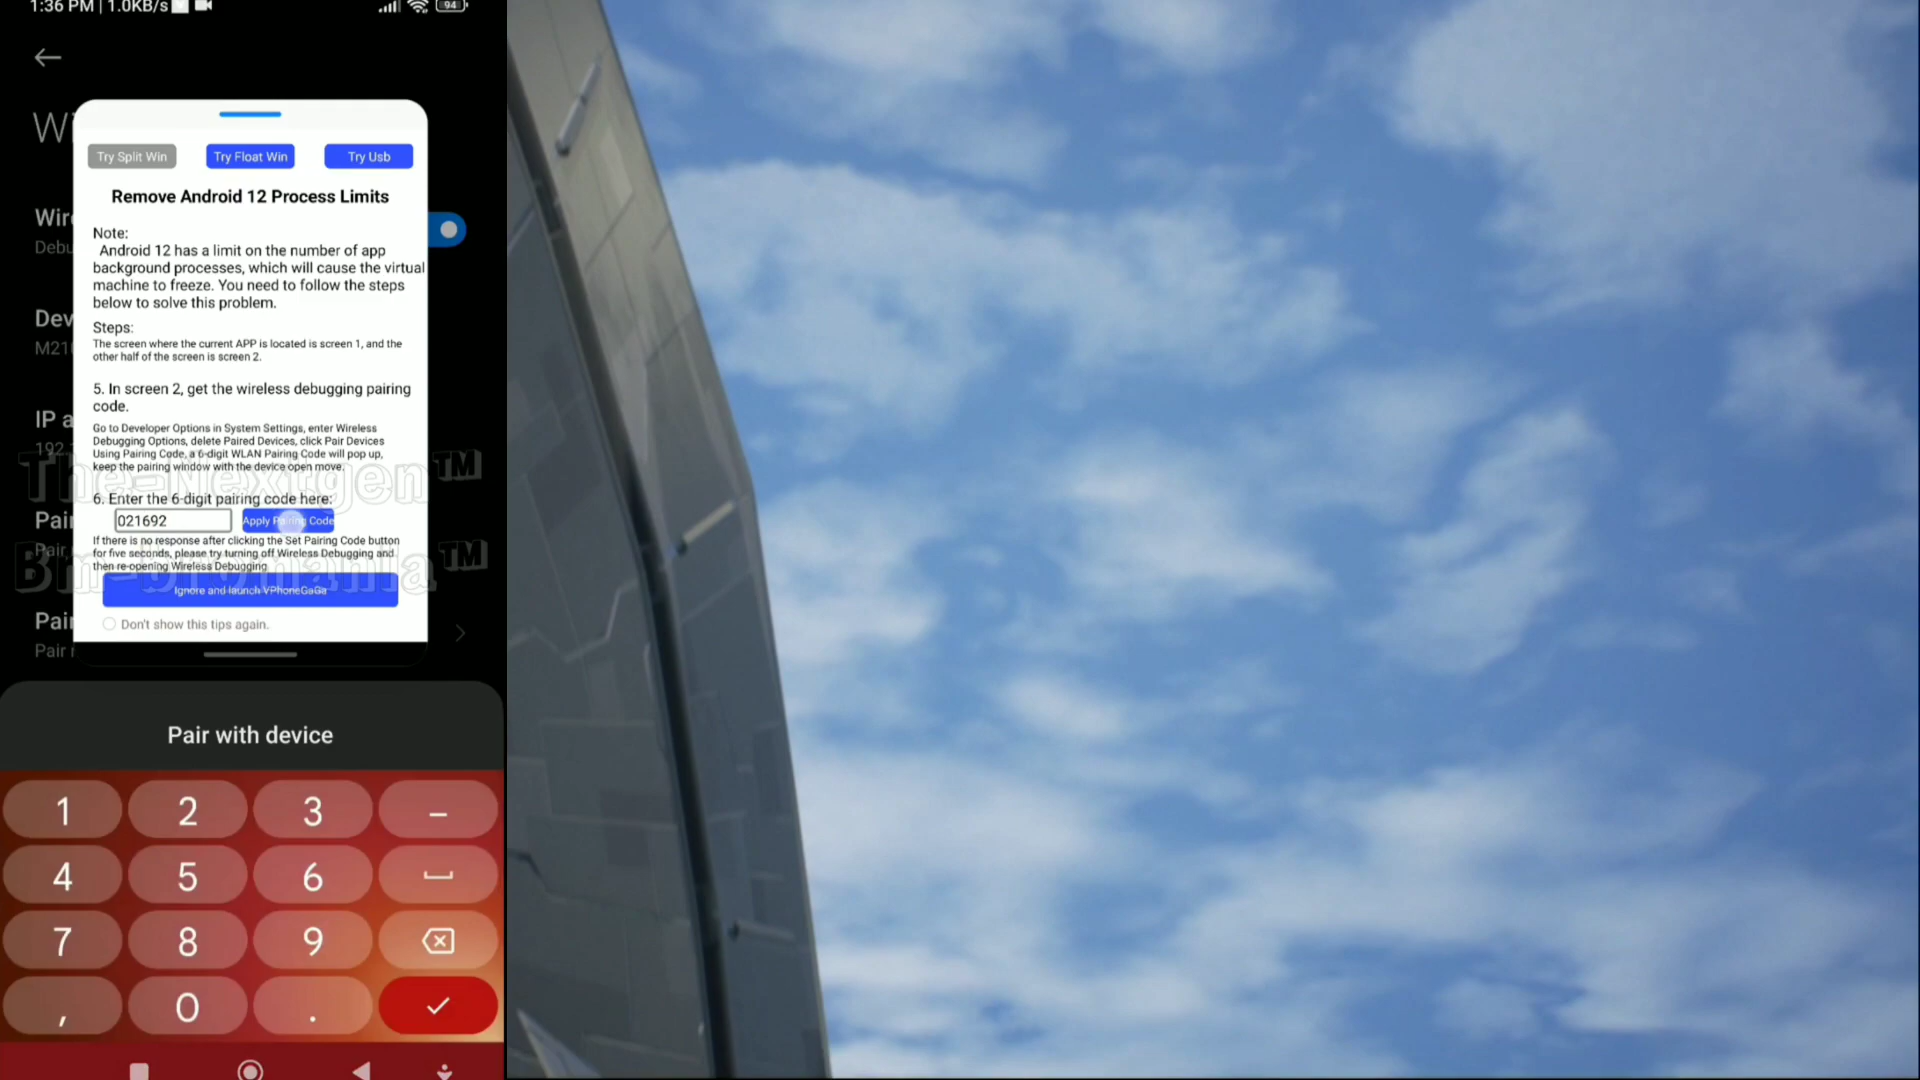 1:36 PM | 1.0KB/s
94
Try Split Win
Try Float Win
Try Usb
Remove Android 12 Process Limits
Note:
Android 12 has a limit on the number of app
background processes, which will cause the virtual
machine to freeze. You need to follow the steps
below to solve this problem.
Steps:
The screen where the current APP is located is screen 1, and the
other half of the screen is screen 2.
5. In screen 2, get the wireless debugging pairing
code.
Go to Developer Options in System Settings, enter Wireless
Debugging Options, delete Paired Devices, click Pair Devices
Using Pairing Code, a 6-digit WLAN Pairing Code will pop up,
keep the pairing window with the device open move.
The-Nextgen™
6. Enter the 6-digit pairing code here:
021692
Apply Pairing Code
If there is no response after clicking the Set Pairing Code button
for five seconds, please try turning off Wireless Debugging and
then re-opening Wireless Debugging
Ignore and launch VPhoneGaGa
Don't show this tips again.
IP a
Pair
Pair with device
1 2 3 -
4 5 6
7 8 9
, 0 .